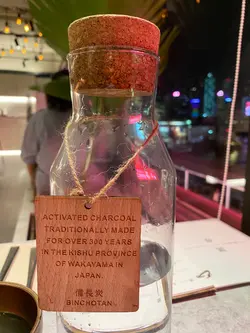 ACTIVATED CHARCOAL
TRADITIONALLY MADE
FOR OVER 300 YEARS
IN THE KISHU PROVINCE
OF WAKAYAMA IN
JAPAN.
備長炭
BINCHOTAN